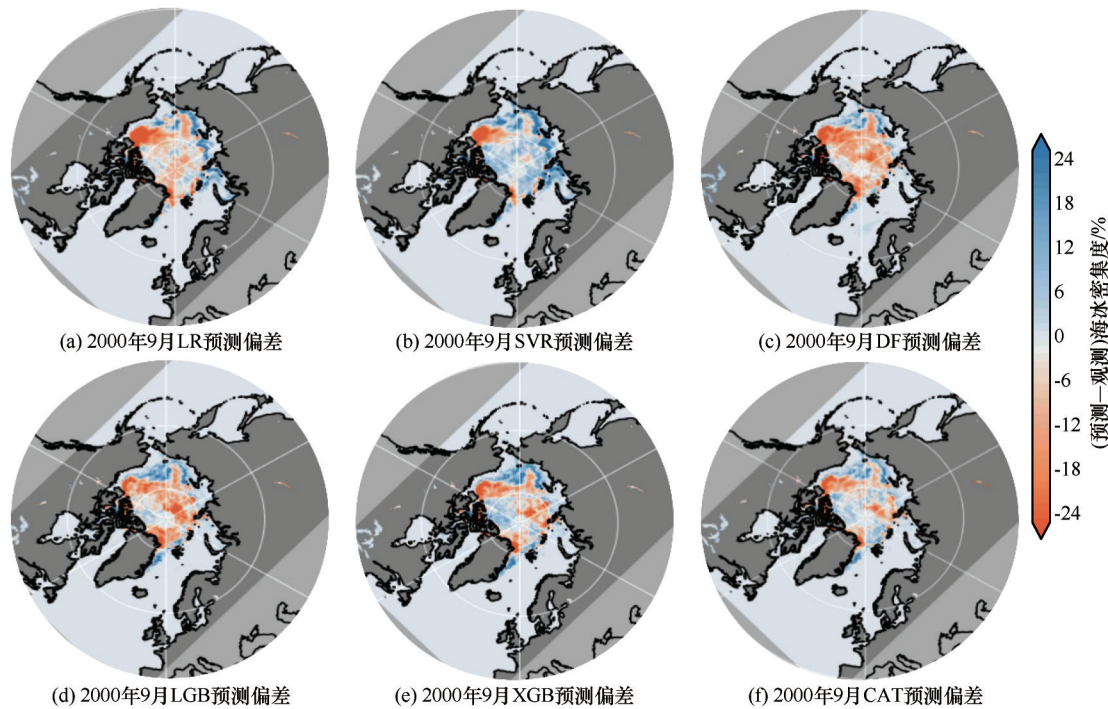 (a) 2000年9月LR预测偏差
(b) 2000年9月SVR预测偏差
(c) 2000年9月DF预测偏差
(d) 2000年9月LGB预测偏差
(e) 2000年9月XGB预测偏差
(f) 2000年9月CAT预测偏差
24
18
12
6
0
-6
-12
-18
-24
(预测—观测)海冰密集度/%